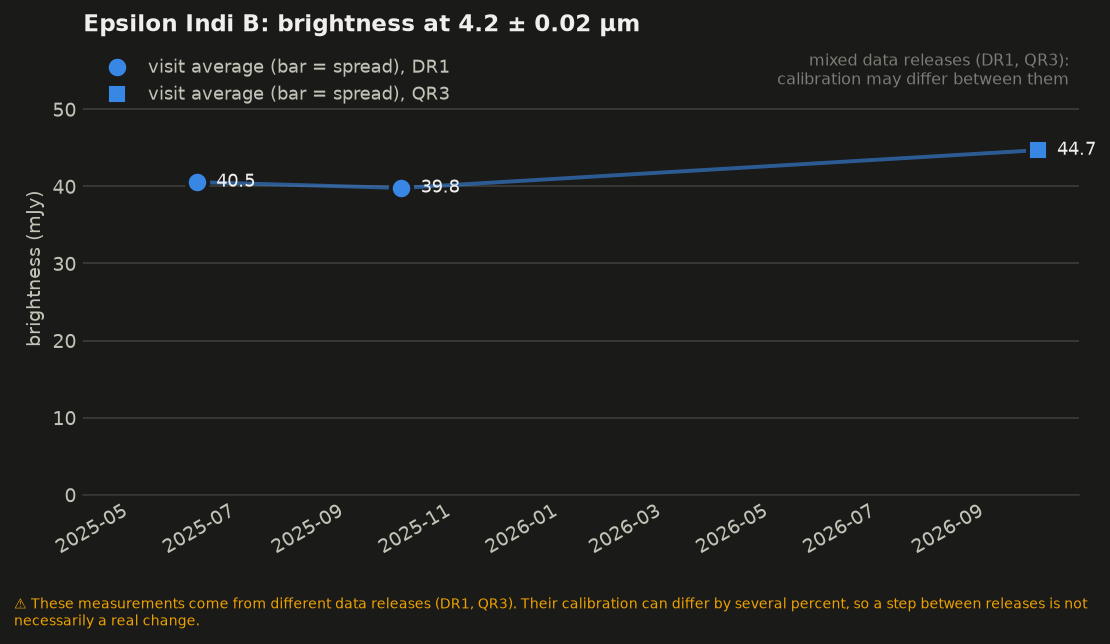 Epsilon Indi B: brightness at 4.2 ± 0.02 µm
visit average (bar = spread), DR1
visit average (bar = spread), QR3
mixed data releases (DR1, QR3):
calibration may differ between them
50
40
30
20
10
0
brightness (mJy)
40.5
39.8
44.7
2025-05
2025-07
2025-09
2025-11
2026-01
2026-03
2026-05
2026-07
2026-09
⚠ These measurements come from different data releases (DR1, QR3). Their calibration can differ by several percent, so a step between releases is not
necessarily a real change.